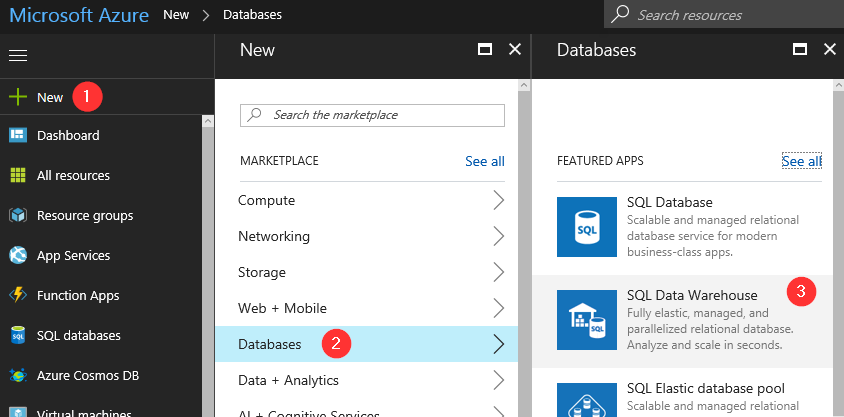 Microsoft Azure New > Databases
Search resources
New
1
Dashboard
All resources
Resource groups
App Services
Function Apps
SQL databases
Azure Cosmos DB
Virtual machines
New
Search the marketplace
MARKETPLACE See all
Compute
Networking
Storage
Web + Mobile
Databases 2
Data + Analytics
AI + Cognitive Services
Databases
FEATURED APPS See all
SQL
SQL Database
Scalable and managed relational
database service for modern
business-class apps.
SQL
SQL Data Warehouse 3
Fully elastic, managed, and
parallelized relational database.
Analyze and scale in seconds.
SQL Elastic database pool
Scalable and managed relational